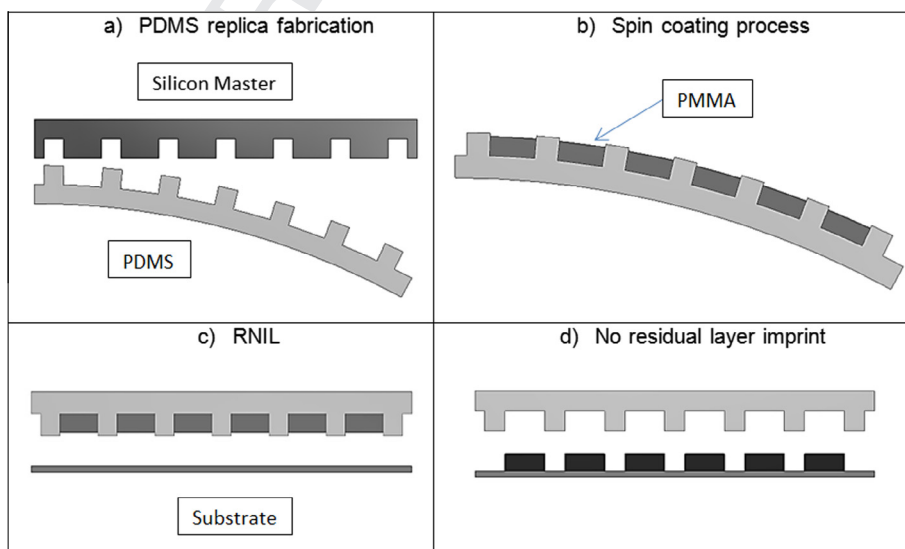 a) PDMS replica fabrication
Silicon Master
PDMS
b) Spin coating process
PMMA
c) RNIL
Substrate
d) No residual layer imprint